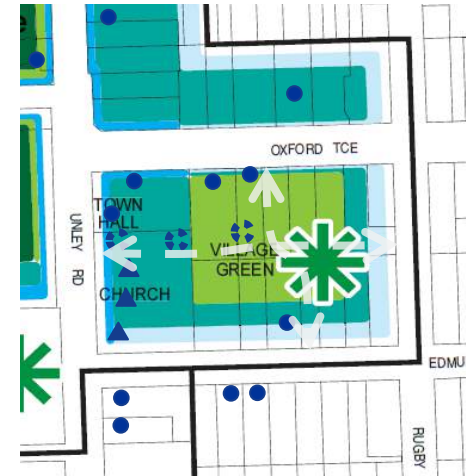 OXFORD TCE
TOWN
HALL
UNLEY RD
VILLAGE
GREEN
CHURCH
EDMU
RUGBY